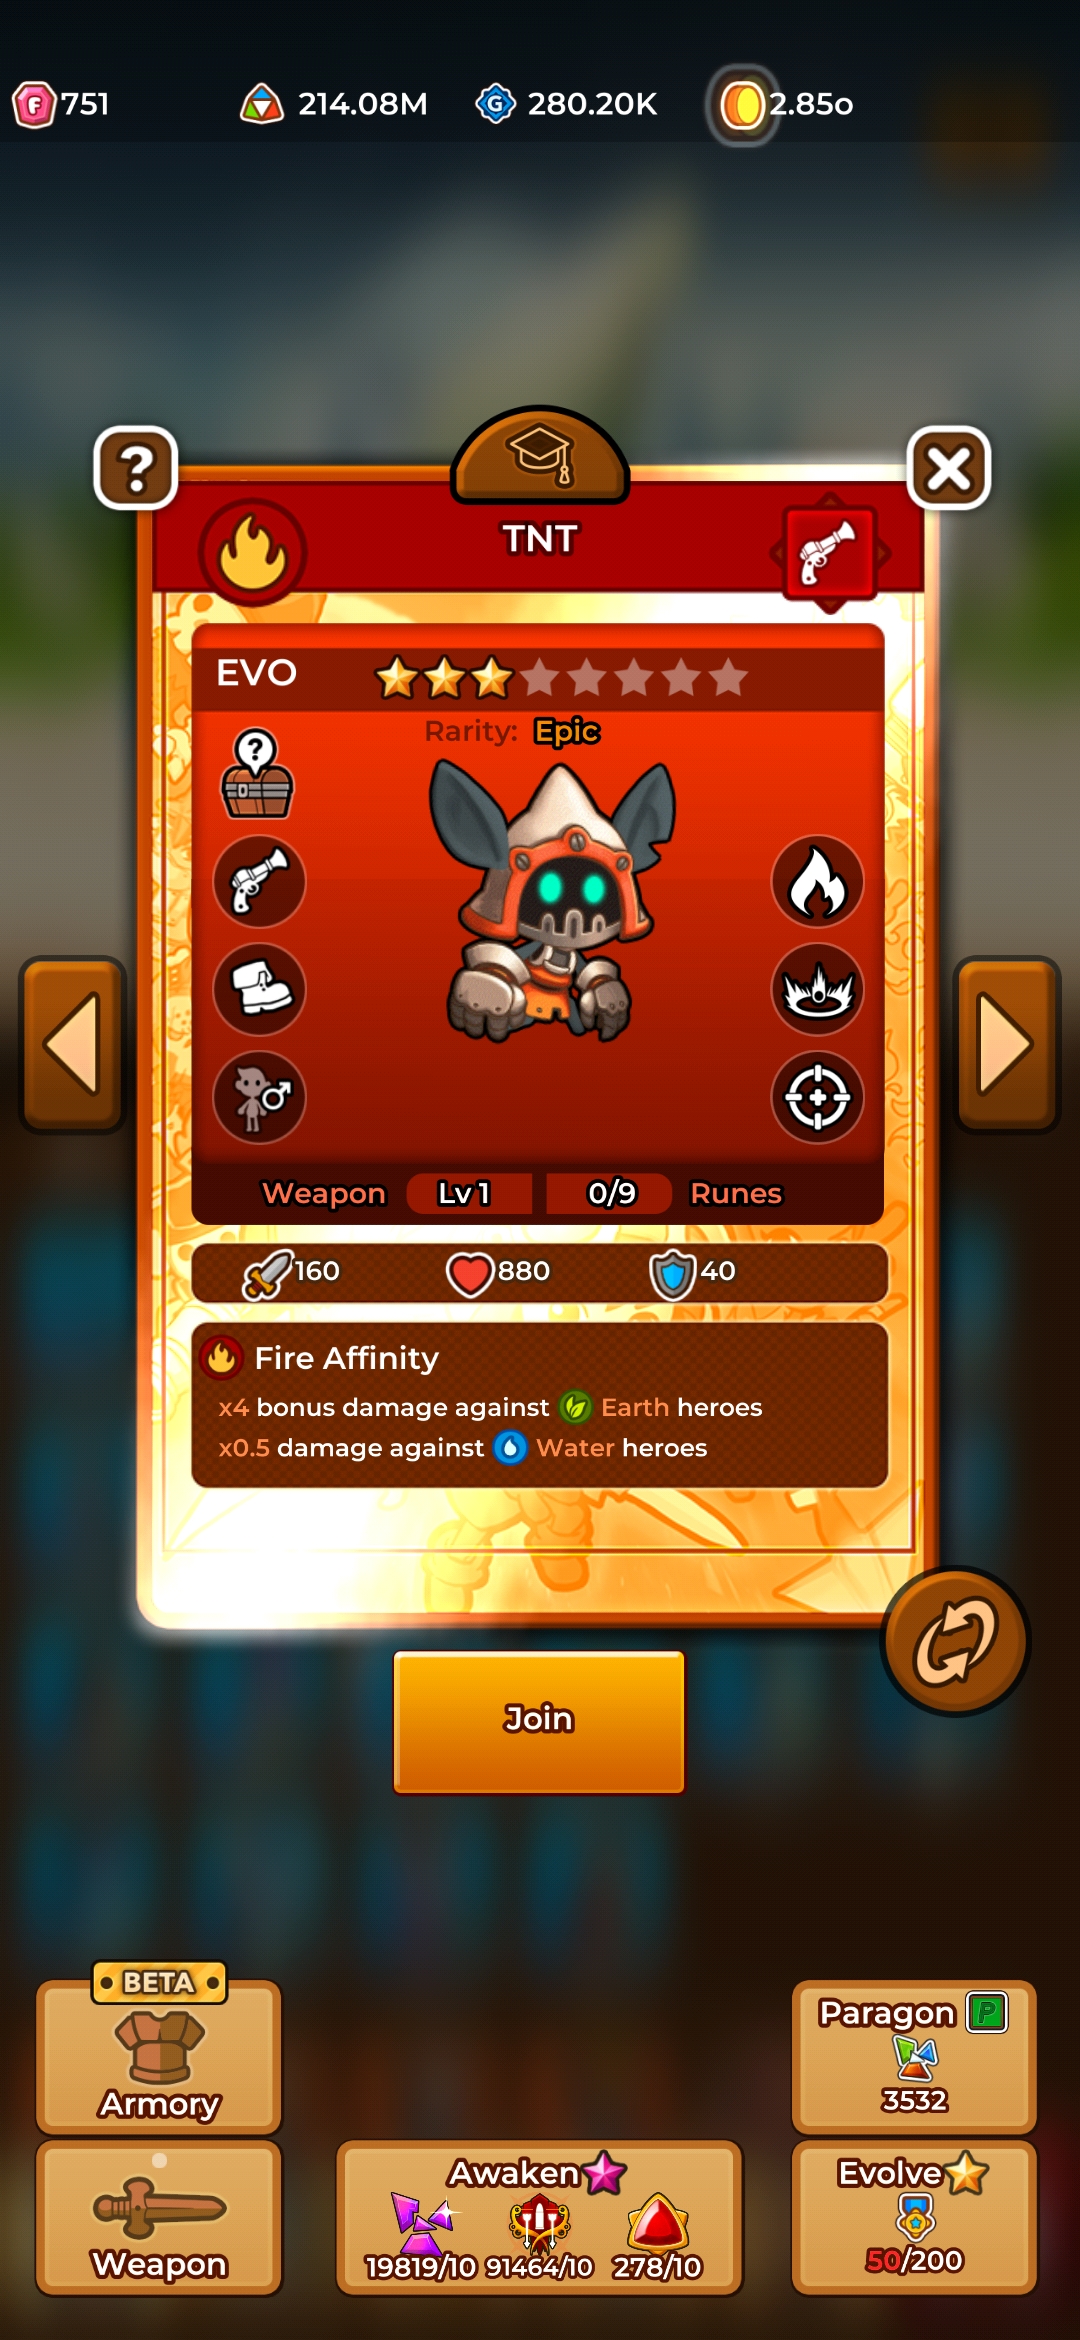 F 751 214.08M G 280.20K 2.85o
?
TNT
EVO
Rarity: Epic
?
Weapon Lv 1 0/9 Runes
160 880 40
Fire Affinity
x4 bonus damage against Earth heroes
x0.5 damage against Water heroes
Join
BETA
Armory
Paragon P
3532
Weapon
Awaken
19819/10 91464/10 278/10
Evolve
50/200